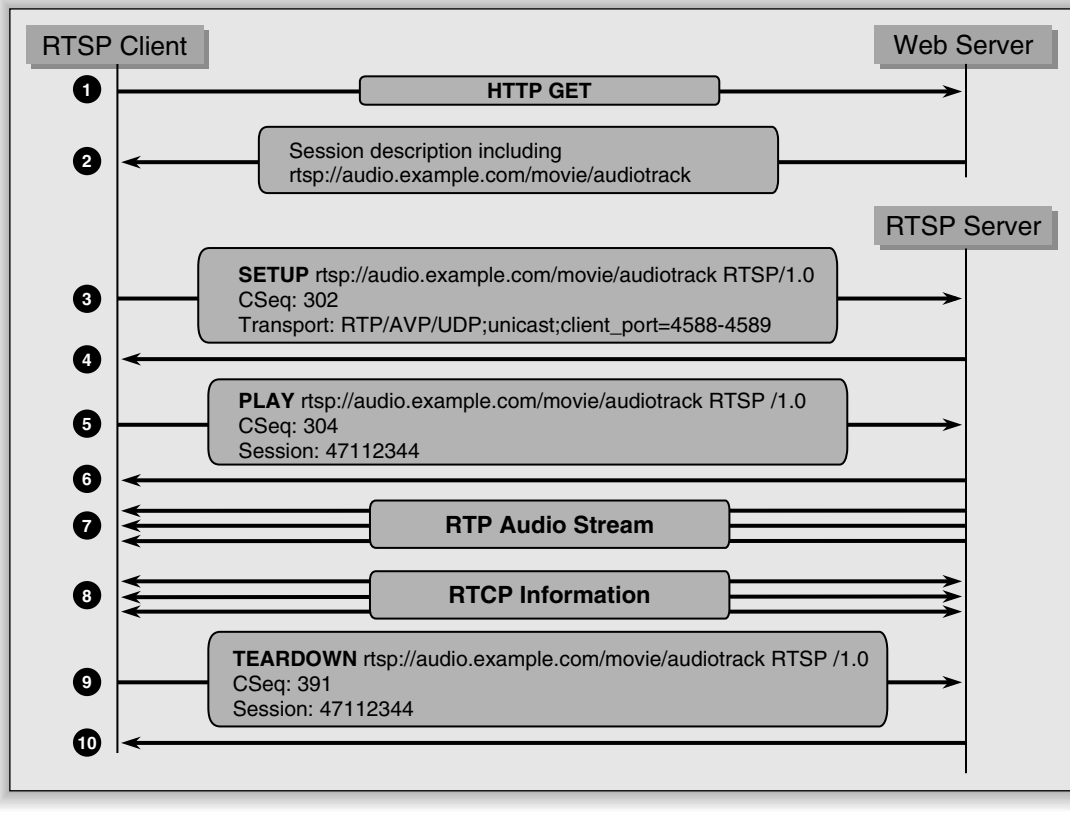 RTSP Client
Web Server
1
HTTP GET
2
Session description including
rtsp://audio.example.com/movie/audiotrack
RTSP Server
3
SETUP rtsp://audio.example.com/movie/audiotrack RTSP/1.0
CSeq: 302
Transport: RTP/AVP/UDP;unicast;client_port=4588-4589
4
5
PLAY rtsp://audio.example.com/movie/audiotrack RTSP /1.0
CSeq: 304
Session: 47112344
6
7
RTP Audio Stream
8
RTCP Information
9
TEARDOWN rtsp://audio.example.com/movie/audiotrack RTSP /1.0
CSeq: 391
Session: 47112344
10